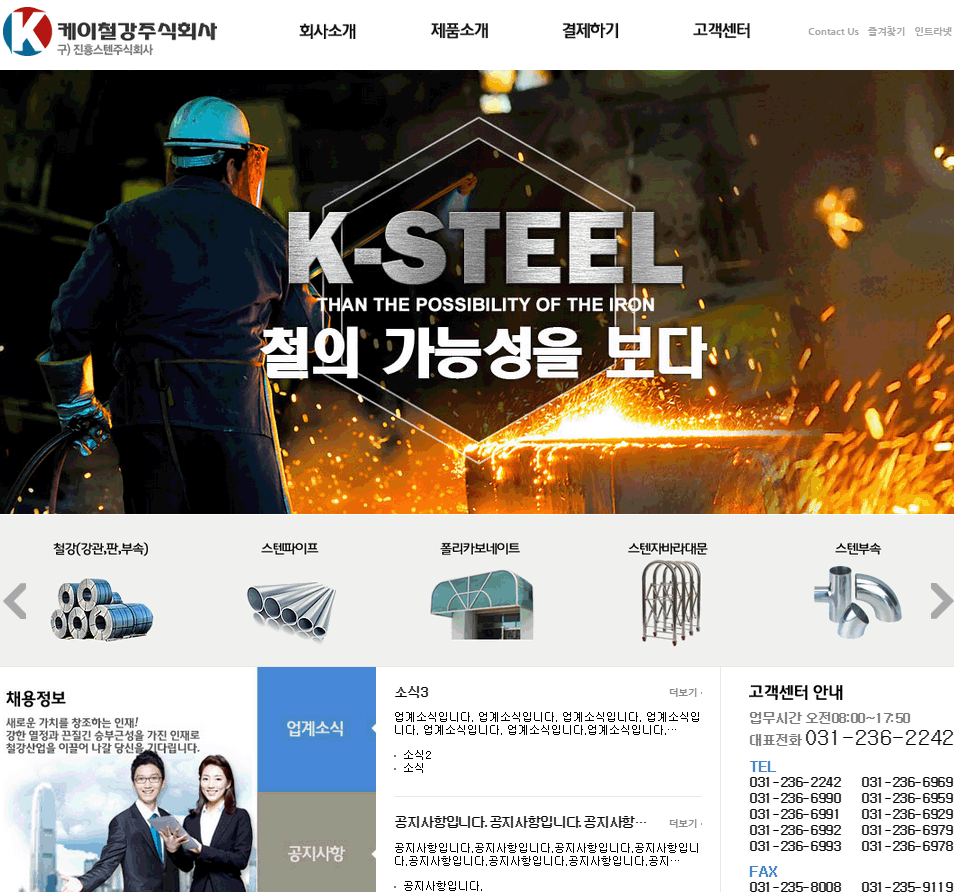 케이철강주식회사
구) 진흥스텐주식회사
회사소개 제품소개 결제하기 고객센터
Contact Us 즐겨찾기 인트라넷
K-STEEL
THAN THE POSSIBILITY OF THE IRON
철의 가능성을 보다
철강(강관,판,부속) 스텐파이프 폴리카보네이트 스텐자바라대문 스텐부속
채용정보
새로운 가치를 창조하는 인재!
강한 열정과 끈질긴 승부근성을 가진 인재로
철강산업을 이끌어 나갈 당신을 기다립니다.
업계소식
소식3 더보기
업계소식입니다. 업계소식입니다. 업계소식입니다. 업계소식입
니다. 업계소식입니다. 업계소식입니다.업계소식입니다.…
· 소식2
· 소식
공지사항
공지사항입니다. 공지사항입니다. 공지사항… 더보기
공지사항입니다.공지사항입니다.공지사항입니다.공지사항입니
다.공지사항입니다.공지사항입니다.공지사항입니다.공지…
· 공지사항입니다.
고객센터 안내
업무시간 오전08:00~17:50
대표전화 031-236-2242
TEL
031-236-2242 031-236-6969
031-236-6990 031-236-6959
031-236-6991 031-236-6929
031-236-6992 031-236-6979
031-236-6993 031-236-6978
FAX
031-235-8008 031-235-9119